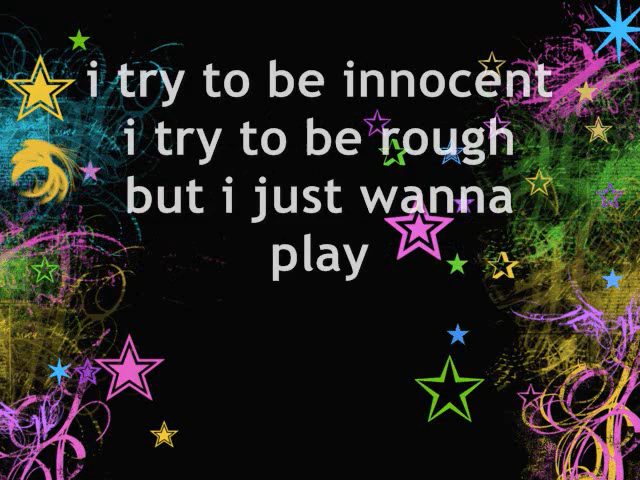 i try to be innocent
i try to be rough
but i just wanna
play